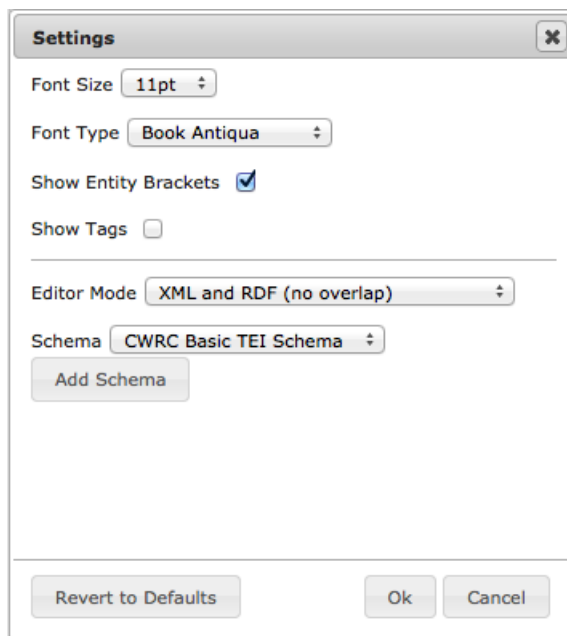 Settings
Font Size 11pt
Font Type Book Antiqua
Show Entity Brackets
Show Tags
Editor Mode XML and RDF (no overlap)
Schema CWRC Basic TEI Schema
Add Schema
Revert to Defaults Ok Cancel